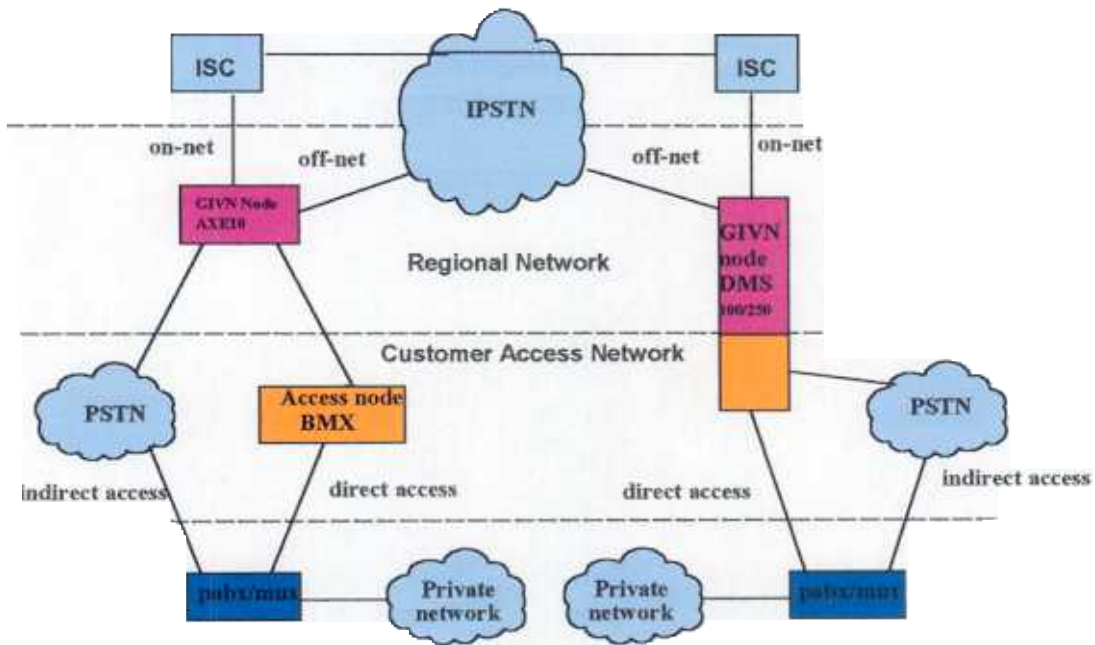 ISC
ISC
IPSTN
on-net
off-net
off-net
on-net
GIVN Node
AXE10
GIVN
node
DMS
100/250
Regional Network
Customer Access Network
PSTN
Access node
BMX
PSTN
indirect access
direct access
direct access
indirect access
pabx/mux
Private
network
Private
network
pabx/mux